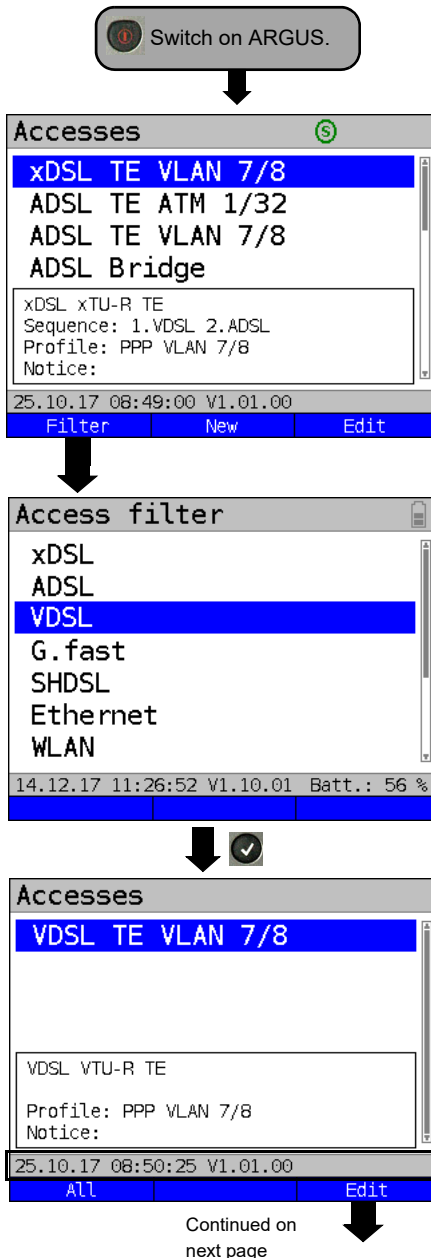 Switch on ARGUS.
Accesses S
xDSL TE VLAN 7/8
ADSL TE ATM 1/32
ADSL TE VLAN 7/8
ADSL Bridge
xDSL xTU-R TE
Sequence: 1.VDSL 2.ADSL
Profile: PPP VLAN 7/8
Notice:
25.10.17 08:49:00 V1.01.00
Filter New Edit
Access filter
xDSL
ADSL
VDSL
G.fast
SHDSL
Ethernet
WLAN
14.12.17 11:26:52 V1.10.01 Batt.: 56 %
Accesses
VDSL TE VLAN 7/8
VDSL VTU-R TE
Profile: PPP VLAN 7/8
Notice:
25.10.17 08:50:25 V1.01.00
All Edit
Continued on
next page